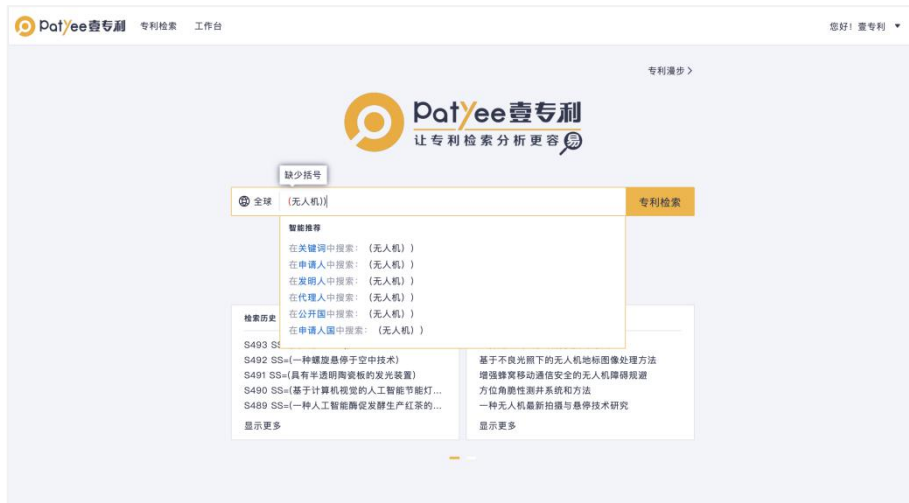 Patyee壹专利 专利检索 工作台 您好！壹专利
专利漫步 >
Patyee壹专利
让专利检索分析更容易
缺少括号
全球 (无人机)) 专利检索
智能推荐
在关键词中搜索： (无人机））
在申请人中搜索： (无人机））
在发明人中搜索： (无人机））
在代理人中搜索： (无人机））
在公开国中搜索： (无人机））
在申请人国中搜索： (无人机））
检索历史
S493 SS
S492 SS=(一种螺旋悬停于空中技术)
S491 SS=(具有半透明陶瓷板的发光装置)
S490 SS=(基于计算机视觉的人工智能节能灯...
S489 SS=(一种人工智能酶促发酵生产红茶的...
显示更多
基于不良光照下的无人机地标图像处理方法
增强蜂窝移动通信安全的无人机障碍规避
方位角脆性测井系统和方法
一种无人机最新拍摄与悬停技术研究
显示更多